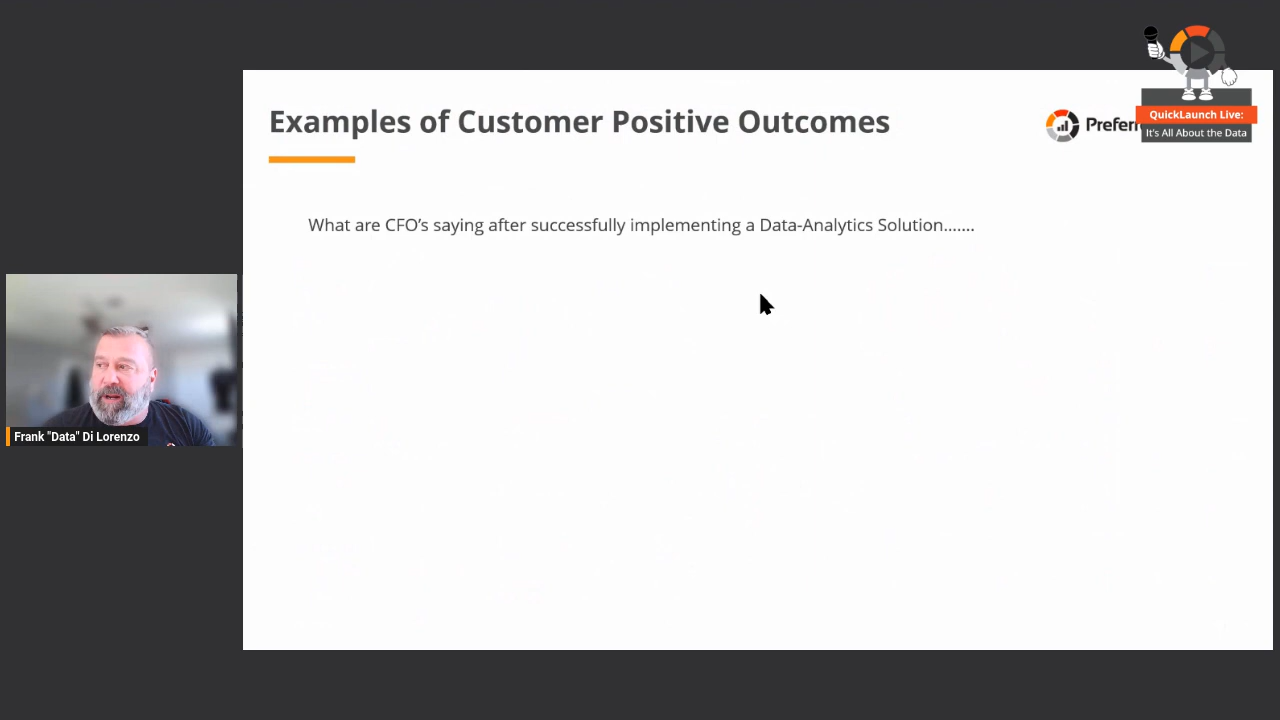 Examples of Customer Positive Outcomes
QuickLaunch Live:
It's All About the Data
What are CFO's saying after successfully implementing a Data-Analytics Solution.......
Frank "Data" Di Lorenzo